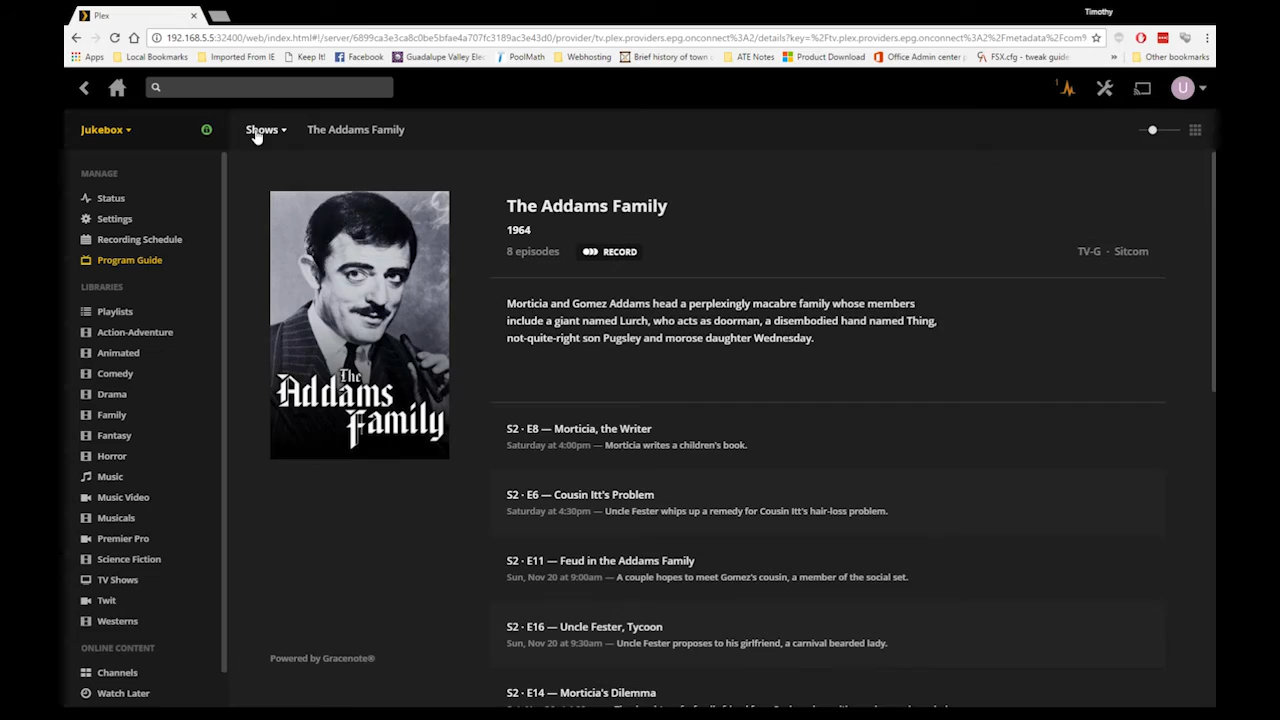 Timothy
Plex
192.168.5.5:32400/web/index.html#!/server/6899ca3e3ca8c0be5bfae4a707fc3189ac3e43d0/provider/tv.plex.providers.epg.onconnect%3A2/details?key=%2Ftv.plex.providers.epg.onconnect%3A2%2Fmetadata%2Fcom%
Apps Local Bookmarks Imported From IE Keep It! Facebook Guadalupe Valley Elec PoolMath Webhosting Brief history of town ATE Notes Product Download Office Admin center FSX.cfg - tweak guide » Other bookmarks
1
U
Jukebox
Shows The Addams Family
MANAGE
Status
Settings
Recording Schedule
Program Guide
LIBRARIES
Playlists
Action-Adventure
Animated
Comedy
Drama
Family
Fantasy
Horror
Music
Music Video
Musicals
Premier Pro
Science Fiction
TV Shows
Twit
Westerns
ONLINE CONTENT
Channels
Watch Later
The
Addams
Family
Powered by Gracenote®
The Addams Family
1964
8 episodes RECORD TV-G · Sitcom
Morticia and Gomez Addams head a perplexingly macabre family whose members
include a giant named Lurch, who acts as doorman, a disembodied hand named Thing,
not-quite-right son Pugsley and morose daughter Wednesday.
S2 · E8 — Morticia, the Writer
Saturday at 4:00pm — Morticia writes a children's book.
S2 · E6 — Cousin Itt's Problem
Saturday at 4:30pm — Uncle Fester whips up a remedy for Cousin Itt's hair-loss problem.
S2 · E11 — Feud in the Addams Family
Sun, Nov 20 at 9:00am — A couple hopes to meet Gomez's cousin, a member of the social set.
S2 · E16 — Uncle Fester, Tycoon
Sun, Nov 20 at 9:30am — Uncle Fester proposes to his girlfriend, a carnival bearded lady.
S2 · E14 — Morticia's Dilemma